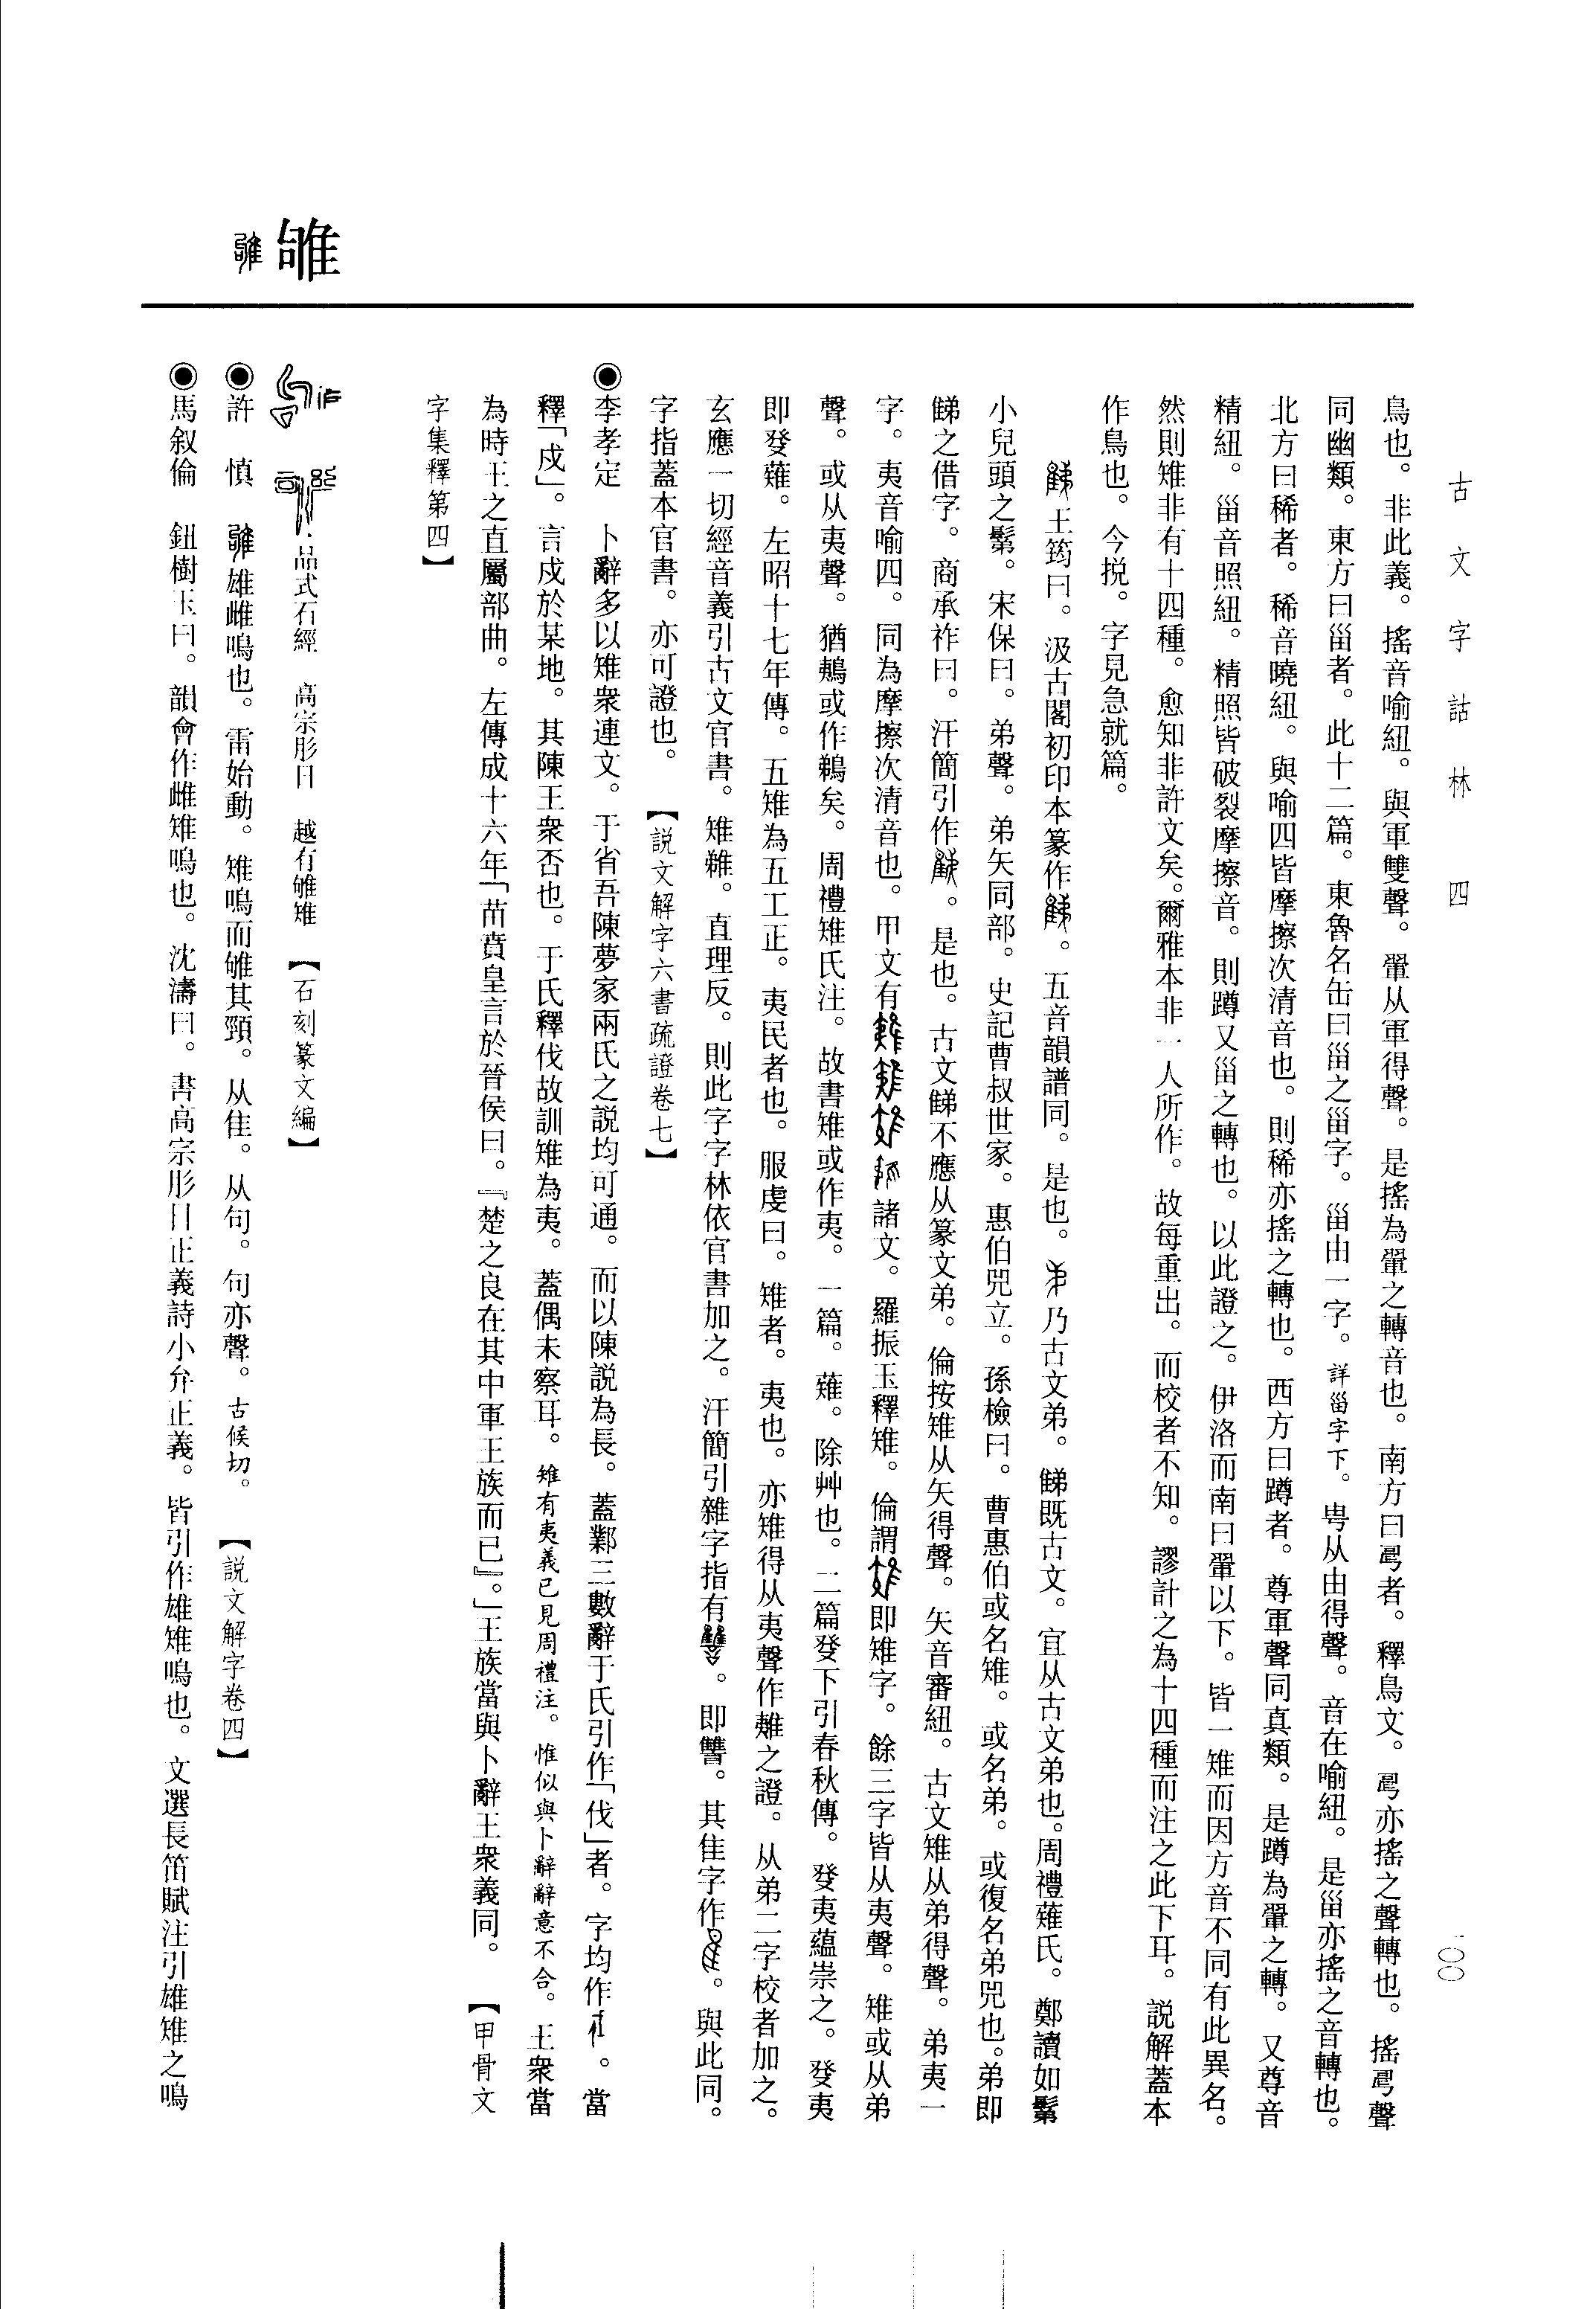 古文字詁林 四
一〇〇
鳥也。非此義。搖音喻紐。與軍雙聲。翬从軍得聲。是搖為翬之轉音也。南方曰者。釋鳥文。亦搖之聲轉也。搖聲
同幽類。東方曰甾者。此十二篇。東魯名缶曰甾之甾字。甾由一字。詳甾字下。𠷎从由得聲。音在喻紐。是甾亦搖之音轉也。
北方曰稀者。稀音曉紐。與喻四皆摩擦次清音也。則稀亦搖之轉也。西方曰蹲者。尊軍聲同真類。是蹲為翬之轉。又尊音
精紐。甾音照紐。精照皆破裂摩擦音。則蹲又甾之轉也。以此證之。伊洛而南曰翬以下。皆一雉而因方音不同有此異名。
然則雉非有十四種。愈知非許文矣。爾雅本非一人所作。故每重出。而校者不知。謬計之為十四種而注之此下耳。説解蓋本
作鳥也。今捝。字見急就篇。
王筠曰。汲古閣初印本篆作。五音韻譜同。是也。乃古文弟。䨑既古文。宜从古文弟也。周禮薙氏。鄭讀如鬀
小兒頭之鬀。宋保曰。弟聲。弟矢同部。史記曹叔世家。惠伯兕立。孫檢曰。曹惠伯或名雉。或名弟。或復名弟兕也。弟即
之借字。商承祚曰。汗簡引作。是也。古文不應从篆文弟。倫按雉从矢得聲。矢音審紐。古文雉从弟得聲。弟夷一
字。夷音喻四。同為摩擦次清音也。甲文有諸文。羅振玉釋雉。倫謂即雉字。餘三字皆从夷聲。雉或从弟
聲。或从夷聲。猶鶇或作鵜矣。周禮雉氏注。故書雉或作夷。一篇。薙。除艸也。二篇癹下引春秋傳。癹夷蘊崇之。癹夷
即癹薙。左昭十七年傳。五雉為五工正。夷民者也。服虔曰。雉者。夷也。亦雉得从夷聲作之證。从弟二字校者加之。
玄應一切經音義引古文官書。雉。直理反。則此字字林依官書加之。汗簡引雜字指有。即讐。其隹字作。與此同。
字指蓋本官書。亦可證也。【説文解字六書疏證卷七】
◉李孝定 卜辭多以雉衆連文。于省吾陳夢家兩氏之説均可通。而以陳説為長。蓋鄴三數辭于氏引作「伐」者。字均作。當
釋「戍」。言戍於某地。其陳王衆否也。于氏釋伐故訓雉為夷。蓋偶未察耳。雉有夷義已見周禮注。惟似與卜辭辭意不合。王衆當
為時王之直屬部曲。左傳成十六年「苗賁皇言於晉侯曰。『楚之良在其中軍王族而已』。」王族當與卜辭王衆義同。【甲骨文
字集釋第四】
雊
品式石經 高宗肜日 越有雊雉 【石刻篆文編】
◉許 慎 雄雌鳴也。雷始動。雉鳴而雊其頸。从隹。从句。句亦聲。古候切。【説文解字卷四】
◉馬叙倫 鈕樹玉曰。韻會作雌雉鳴也。沈濤曰。書高宗肜日正義詩小弁正義。皆引作雄雉鳴也。文選長笛賦注引雄雉之鳴